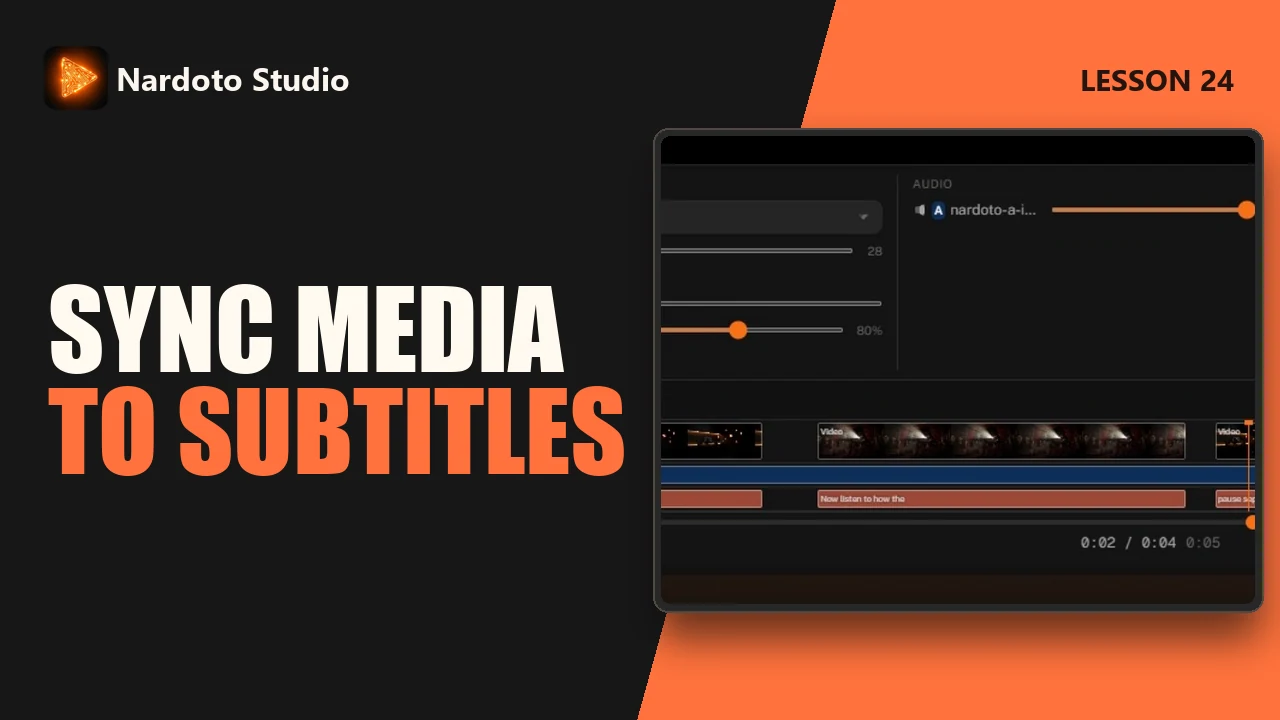 Nardoto Studio
LESSON 24
SYNC MEDIA
TO SUBTITLES
AUDIO
A nardoto-a-i...
28
80%
Video
Video
Now listen to how the
0:02 / 0:04 0:05